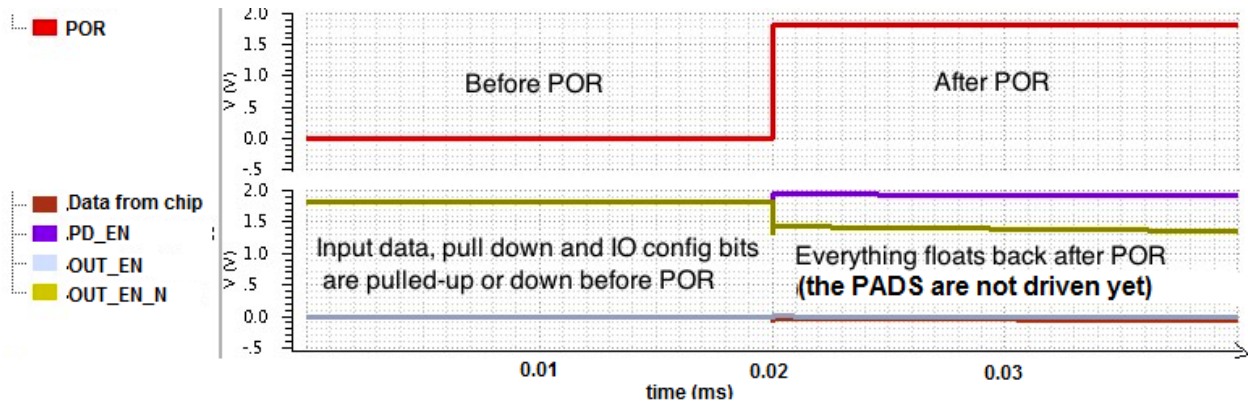 POR
2.0
1.5
1.0
.5
0.0
-.5
V (V)
Before POR
After POR
,Data from chip
,PD_EN
,OUT_EN
,OUT_EN_N
2.0
1.5
1.0
.5
0.0
-.5
V (V)
Input data, pull down and IO config bits
are pulled-up or down before POR
Everything floats back after POR
(the PADS are not driven yet)
0.01
0.02
0.03
time (ms)